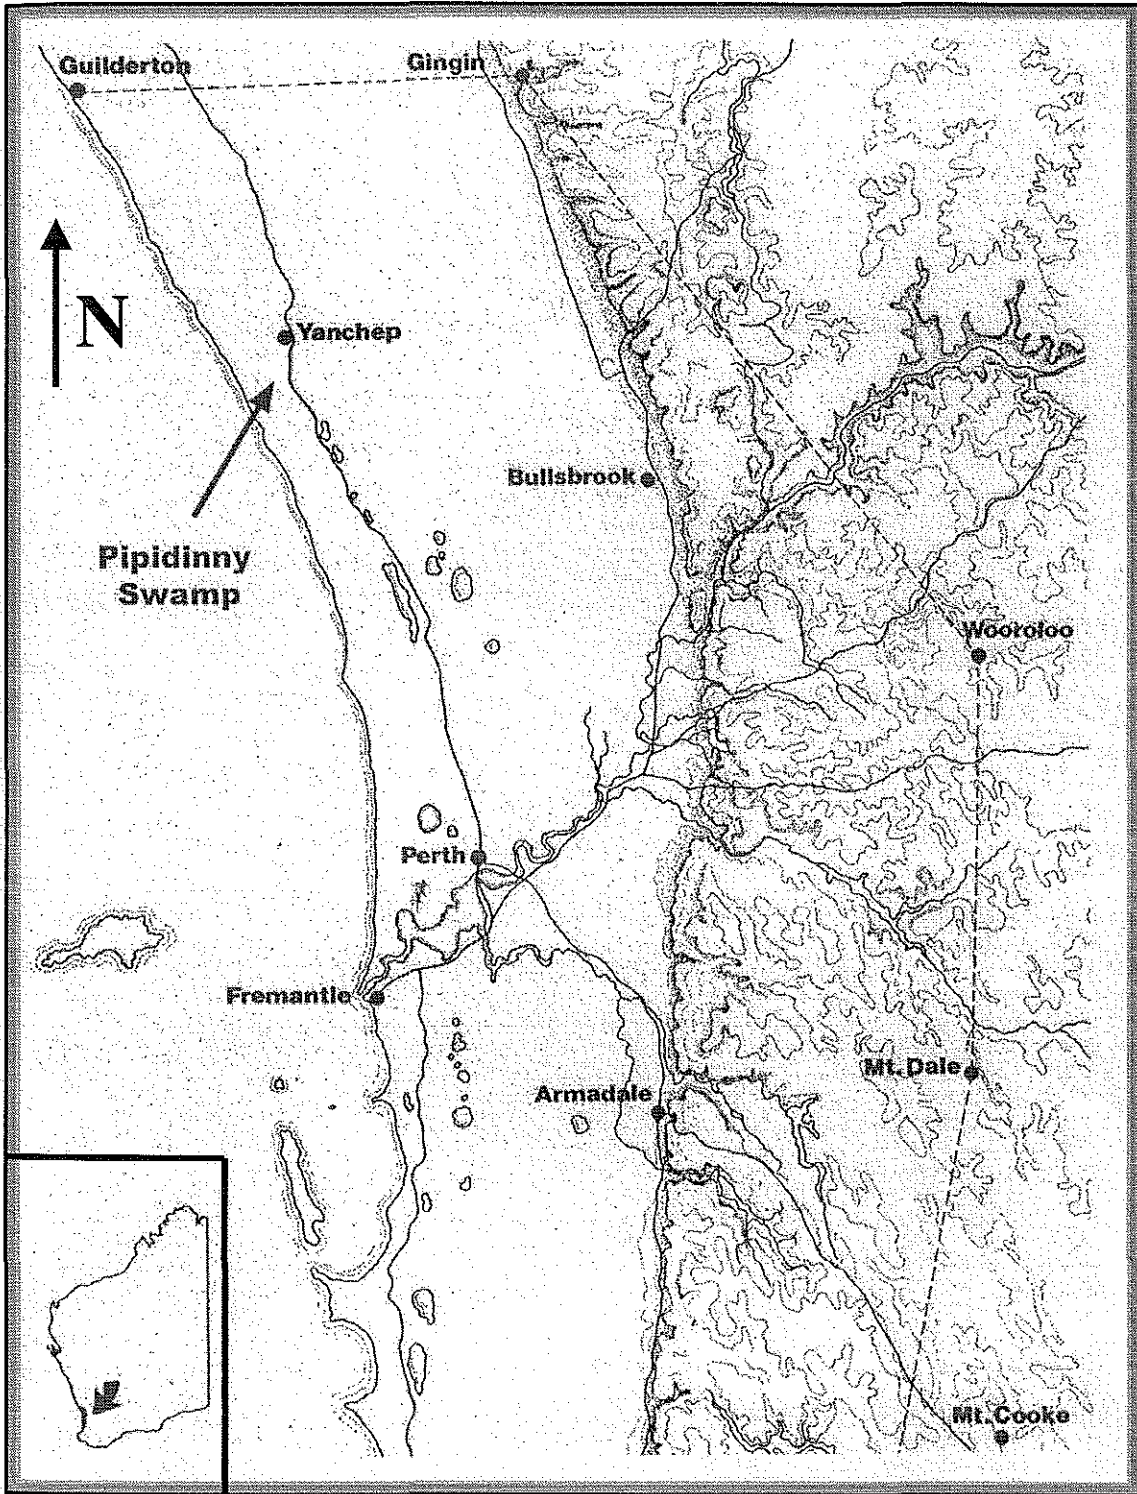 Guilderton
Gingin
N
Yanchep
Bullsbrook
Pipidinny
Swamp
Wooroloo
Perth
Fremantle
Mt. Dale
Armadale
Mt. Cooke